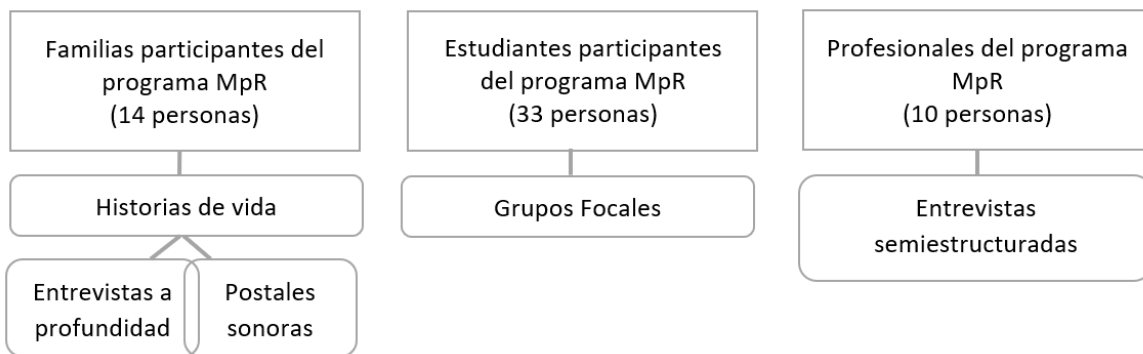 Familias participantes del
programa MpR
(14 personas)
Historias de vida
Entrevistas a
profundidad
Postales
sonoras
Estudiantes participantes
del programa MpR
(33 personas)
Grupos Focales
Profesionales del programa
MpR
(10 personas)
Entrevistas
semiestructuradas